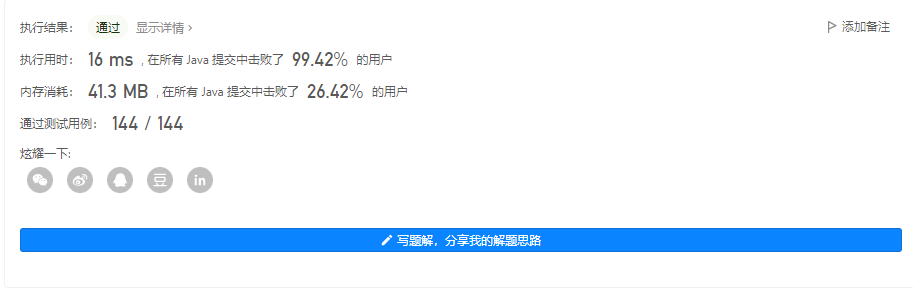 执行结果： 通过 显示详情 › 添加备注
执行用时： 16 ms , 在所有 Java 提交中击败了 99.42% 的用户
内存消耗： 41.3 MB , 在所有 Java 提交中击败了 26.42% 的用户
通过测试用例： 144 / 144
炫耀一下:
豆 in
写题解，分享我的解题思路